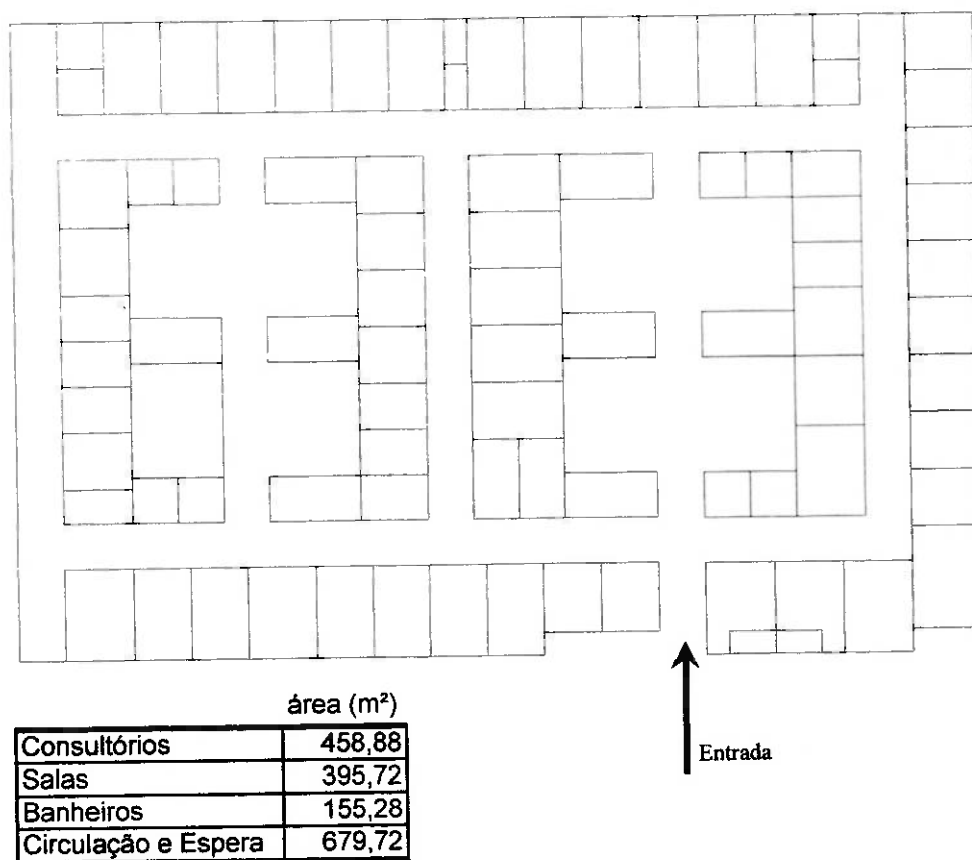 Entrada
área (m²)
Consultórios 458,88
Salas 395,72
Banheiros 155,28
Circulação e Espera 679,72